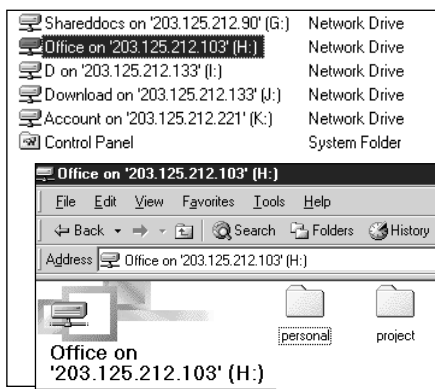 Shareddocs on '203.125.212.90' (G:) Network Drive
Office on '203.125.212.103' (H:) Network Drive
D on '203.125.212.133' (I:) Network Drive
Download on '203.125.212.133' (J:) Network Drive
Account on '203.125.212.221' (K:) Network Drive
Control Panel System Folder
Office on '203.125.212.103' (H:)
File Edit View Favorites Tools Help
Back Search Folders History
Address Office on '203.125.212.103' (H:)
personal project
Office on
'203.125.212.103' (H:)